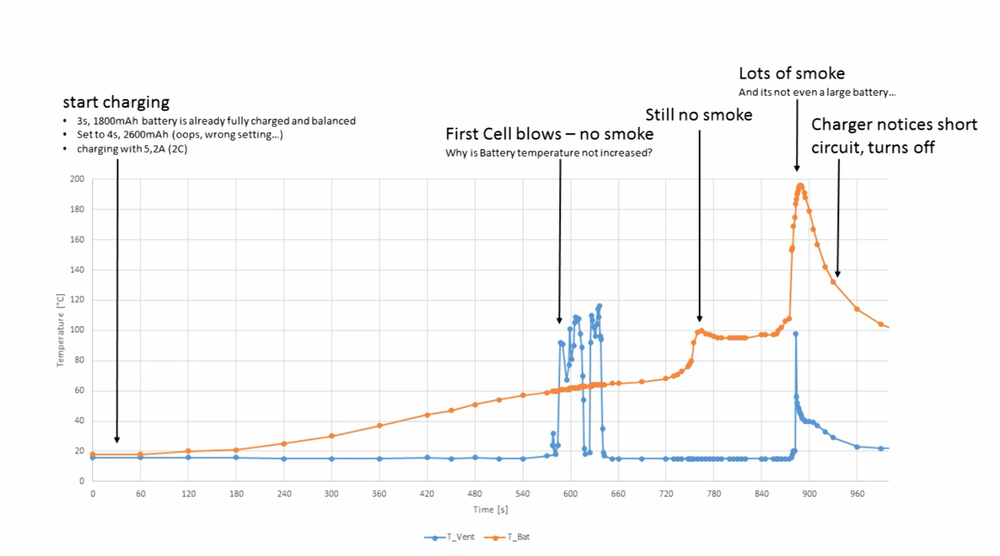 Lots of smoke
And its not even a large battery...
start charging
• 3s, 1800mAh battery is already fully charged and balanced
• Set to 4s, 2600mAh (oops, wrong setting...)
• charging with 5,2A (2C)
Still no smoke
Charger notices short
circuit, turns off
First Cell blows – no smoke
Why is Battery temperature not increased?
200
180
160
140
120
100
80
60
40
20
0
Temperature [°C]
0 60 120 180 240 300 360 420 480 540 600 660 720 780 840 900 960
Time [s]
T_Vent T_Bat